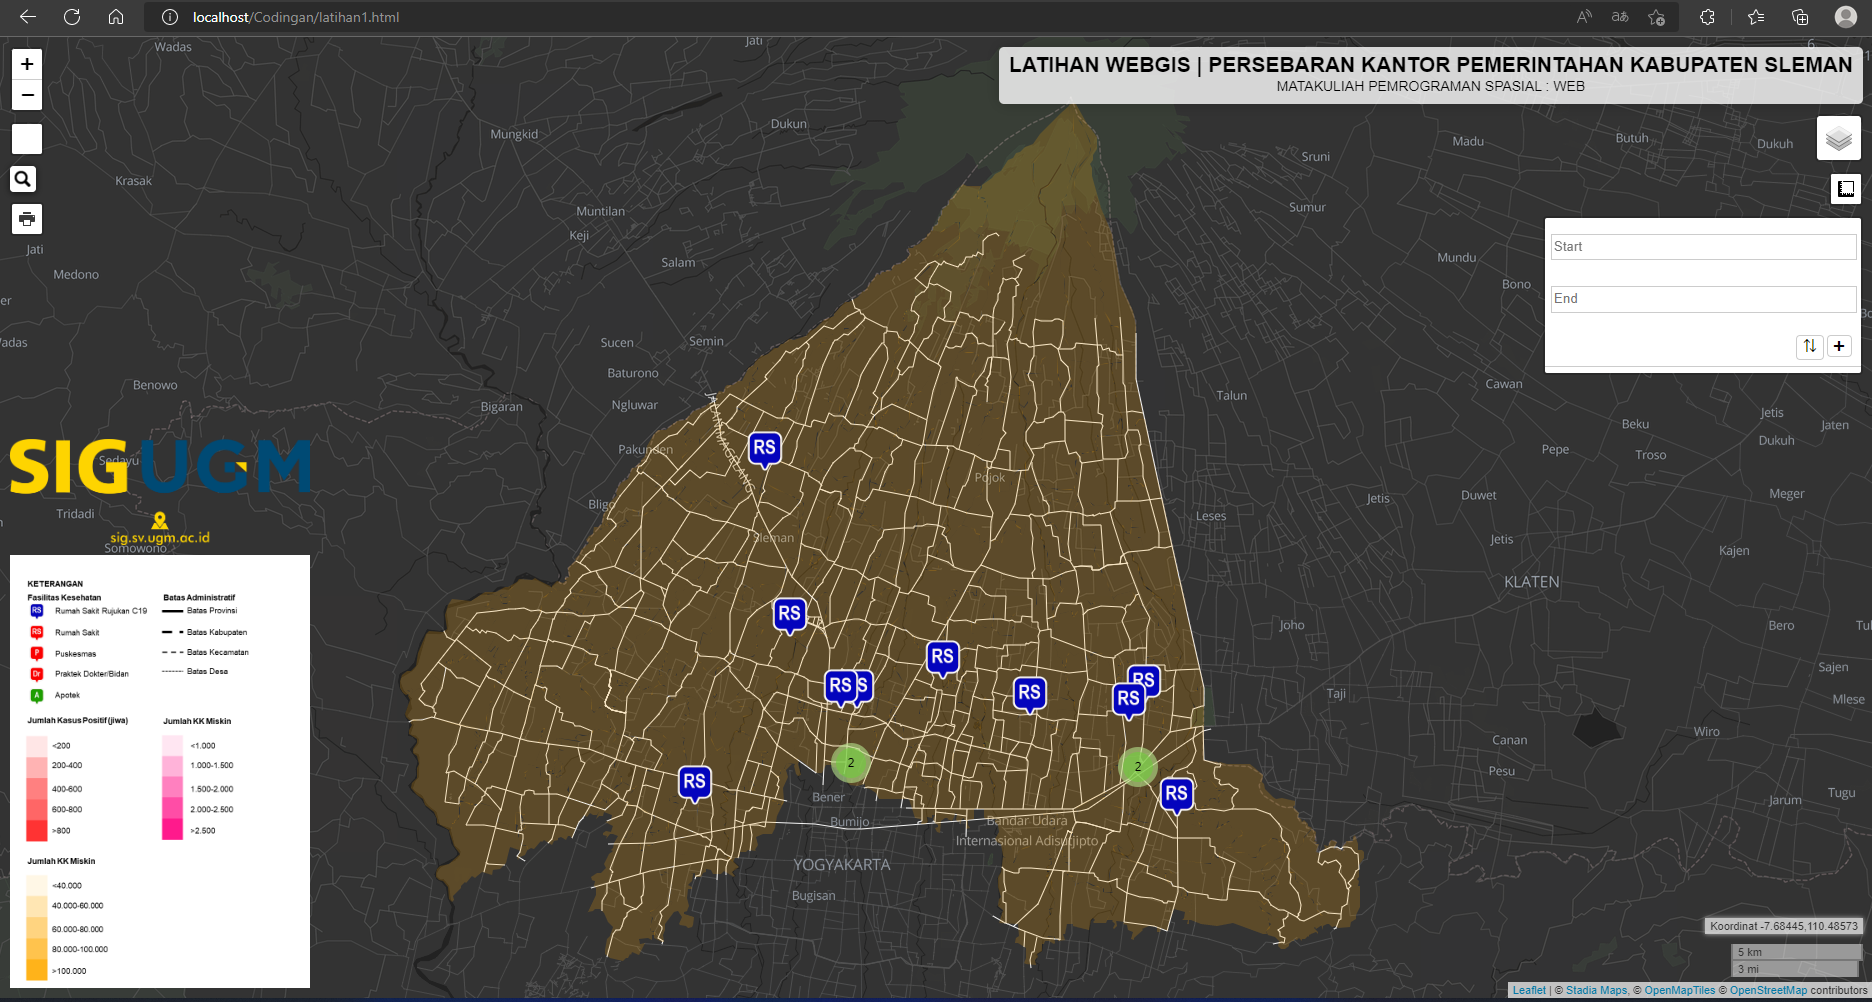 localhost/Codingan/latihan1.html
LATIHAN WEBGIS | PERSEBARAN KANTOR PEMERINTAHAN KABUPATEN SLEMAN
MATAKULIAH PEMROGRAMAN SPASIAL : WEB
+
−
Start
End
+
Wadas
Jati
Mungkid
Dukun
Krasak
Muntilan
Keji
Jati
Medono
Salam
Sruni
Madu
Butuh
Dukuh
Sumur
Mundu
Bono
Sucen
Semin
Baturono
Benowo
Ngluwar
Bigaran
Talun
Cawan
Jetis
Beku
Jaten
Dukuh
JALAN MAGELANG
RS
Pakunden
Sedayu
Pepe
Troso
Pojok
Bligo
Jetis
Duwet
Meger
Tridadi
Leses
Sleman
Somowono
Jetis
Kajen
KLATEN
RS
Joho
Bero
RS
Sajen
RS
RS
RS
RS
Taji
Mlese
Wiro
Canan
2
2
Pesu
RS
RS
Bener
Jarum
Tugu
Bumijo
Bandar Udara
Internasional Adisutjipto
YOGYAKARTA
Bugisan
SIGUGM
sig.sv.ugm.ac.id
KETERANGAN
Fasilitas Kesehatan
RS Rumah Sakit Rujukan C19
RS Rumah Sakit
P Puskesmas
Dr Praktek Dokter/Bidan
A Apotek
Batas Administratif
Batas Provinsi
Batas Kabupaten
Batas Kecamatan
Batas Desa
Jumlah Kasus Positif (jiwa)
<200
200-400
400-600
600-800
>800
Jumlah KK Miskin
<1.000
1.000-1.500
1.500-2.000
2.000-2.500
>2.500
Jumlah KK Miskin
<40.000
40.000-60.000
60.000-80.000
80.000-100.000
>100.000
Koordinat -7.68445,110.48573
5 km
3 mi
Leaflet | © Stadia Maps, © OpenMapTiles © OpenStreetMap contributors